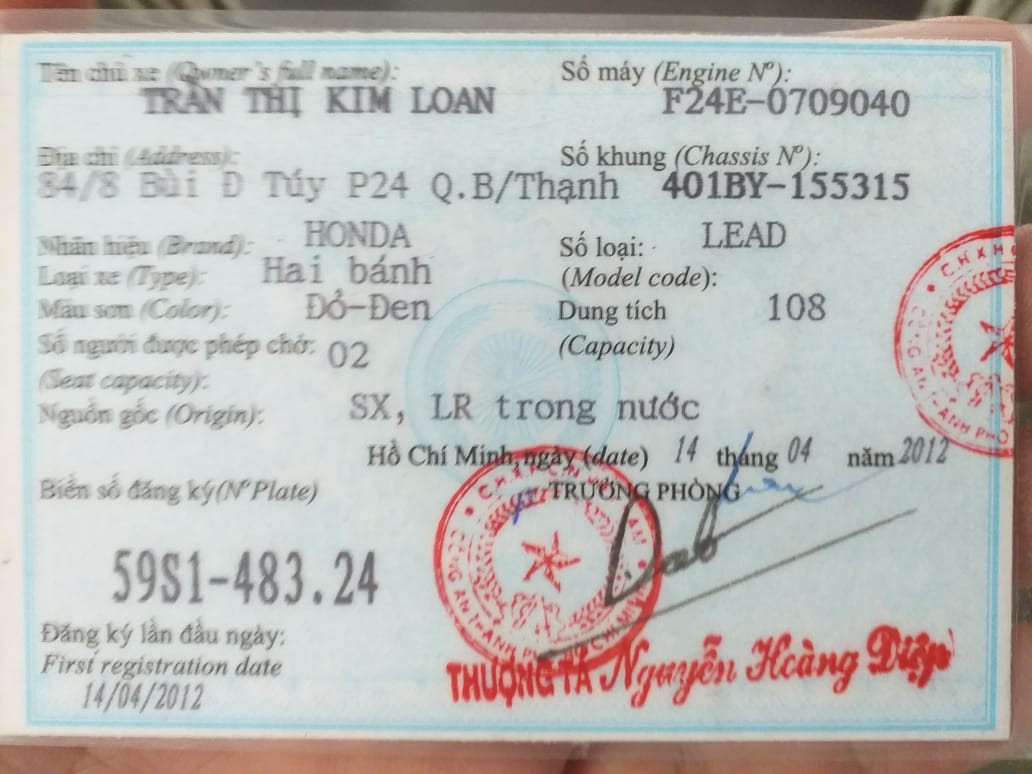 Tên chủ xe (Owner's full name):
TRẦN THỊ KIM LOAN
Số máy (Engine Nº):
F24E-0709040
Địa chỉ (Address):
84/8 Bùi Đ Túy P24 Q.B/Thạnh
Số khung (Chassis Nº):
401BY-155315
Nhãn hiệu (Brand): HONDA
Số loại: LEAD
(Model code):
Loại xe (Type): Hai bánh
Màu sơn (Color): Đỏ-Đen
Dung tích 108
(Capacity)
Số người được phép chở: 02
(Seat capacity):
Nguồn gốc (Origin): SX, LR trong nước
Hồ Chí Minh, ngày (date) 14 tháng 04 năm 2012
Biển số đăng ký(Nº Plate)
TRƯỞNG PHÒNG
59S1-483.24
Đăng ký lần đầu ngày:
First registration date
14/04/2012
THƯỢNG TÁ Nguyễn Hoàng Diệp